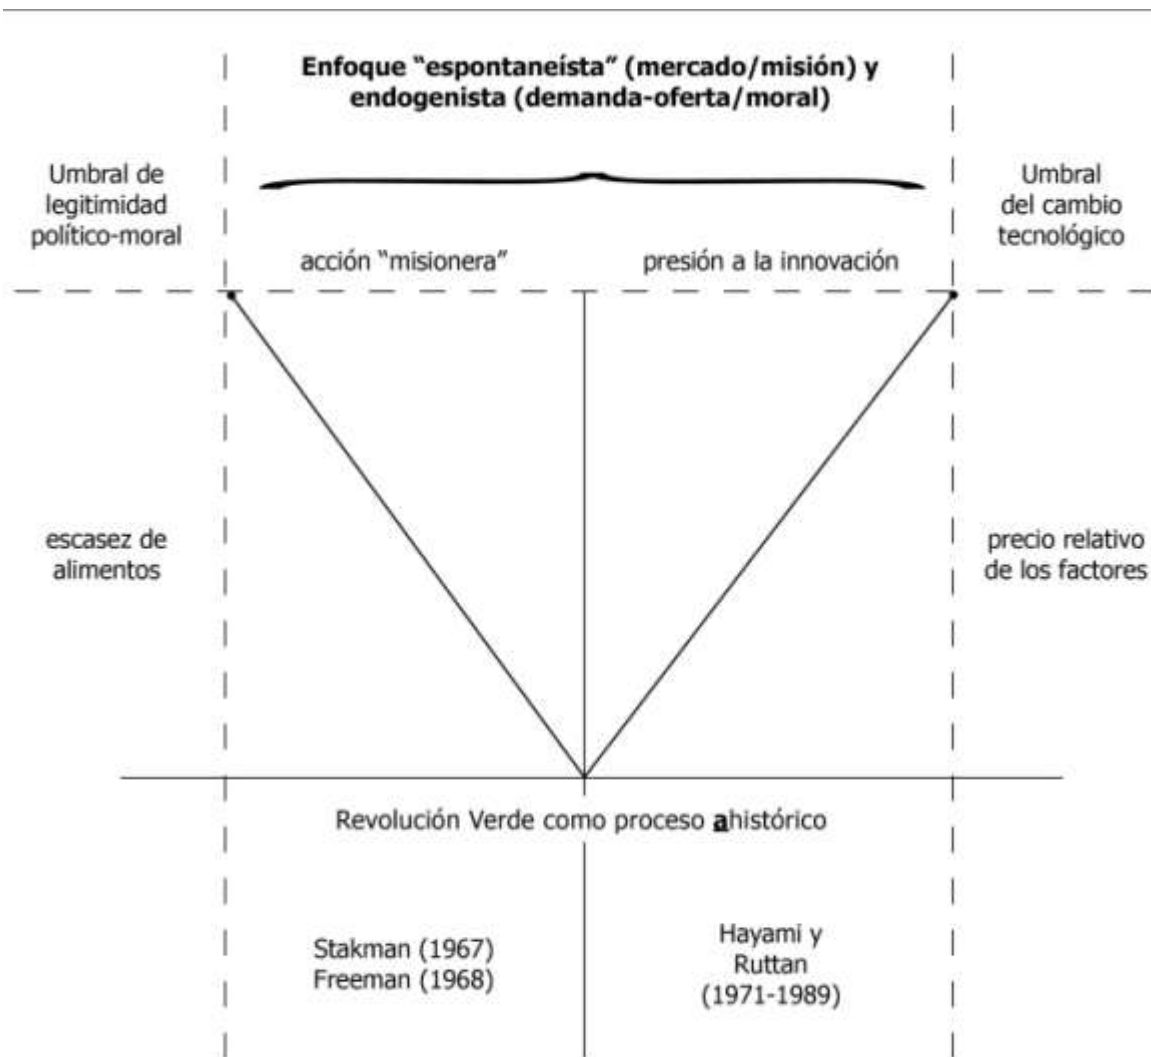 Enfoque “espontaneísta” (mercado/misión) y
endogenista (demanda-oferta/moral)
Umbral de
legitimidad
político-moral
Umbral
del cambio
tecnológico
acción “misionera”
presión a la innovación
escasez de
alimentos
precio relativo
de los factores
Revolución Verde como proceso ahistórico
Stakman (1967)
Freeman (1968)
Hayami y
Ruttan
(1971-1989)